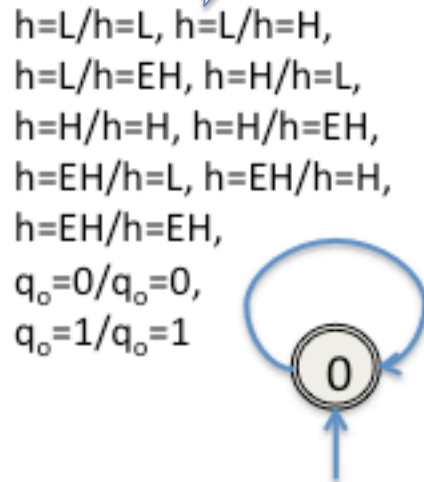 h=L/h=L, h=L/h=H,
h=L/h=EH, h=H/h=L,
h=H/h=H, h=H/h=EH,
h=EH/h=L, h=EH/h=H,
h=EH/h=EH,
qₒ=0/qₒ=0,
qₒ=1/qₒ=1
0